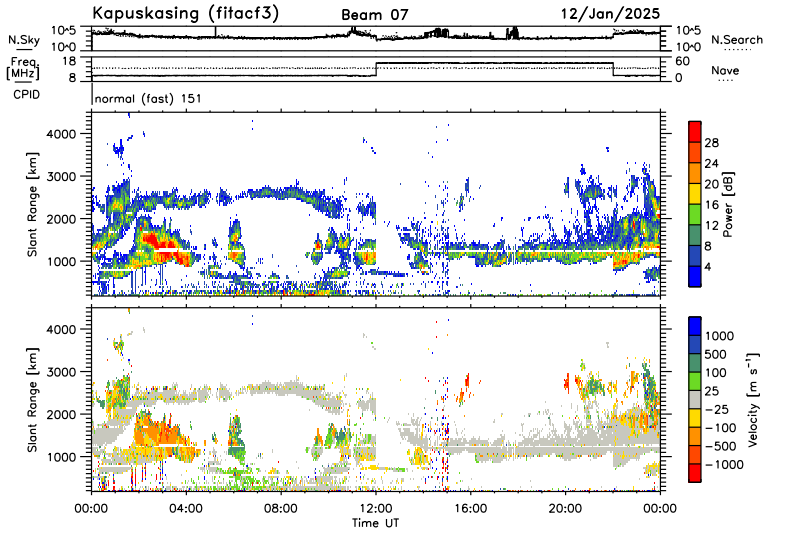 Kapuskasing (fitacf3) Beam 07 12/Jan/2025
N.Sky 10^5 10^0 10^5 10^0 N.Search
Freq. [MHz] 18 8 60 0 Nave
CPID normal (fast) 151
Slant Range [km] 4000 3000 2000 1000
28 24 20 16 12 8 4 Power [dB]
Slant Range [km] 4000 3000 2000 1000
1000 500 100 25 −25 −100 −500 −1000 Velocity [m s⁻¹]
00:00 04:00 08:00 12:00 16:00 20:00 00:00
Time UT